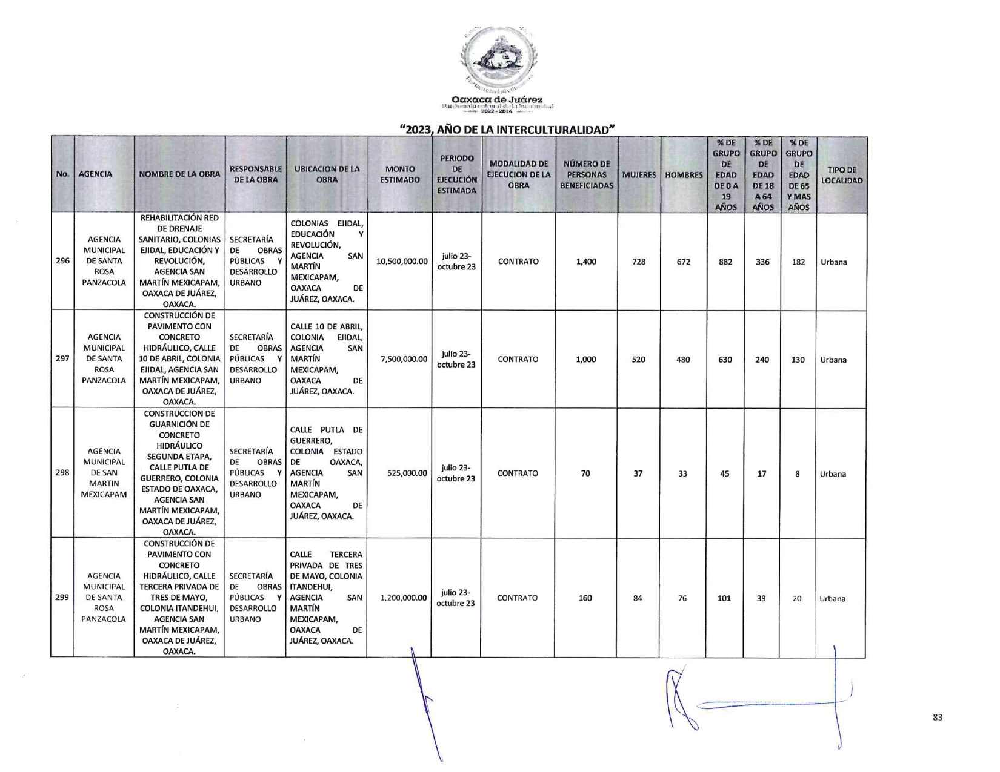 Oaxaca de Juárez
2022 - 2024
"2023, AÑO DE LA INTERCULTURALIDAD"
No. AGENCIA NOMBRE DE LA OBRA RESPONSABLE DE LA OBRA UBICACION DE LA OBRA MONTO ESTIMADO PERIODO DE EJECUCIÓN ESTIMADA MODALIDAD DE EJECUCION DE LA OBRA NÚMERO DE PERSONAS BENEFICIADAS MUJERES HOMBRES % DE GRUPO DE EDAD DE 0 A 19 AÑOS % DE GRUPO DE EDAD DE 18 A 64 AÑOS % DE GRUPO DE EDAD DE 65 Y MAS AÑOS TIPO DE LOCALIDAD
296 AGENCIA MUNICIPAL DE SANTA ROSA PANZACOLA REHABILITACIÓN RED DE DRENAJE SANITARIO, COLONIAS EJIDAL, EDUCACIÓN Y REVOLUCIÓN, AGENCIA SAN MARTÍN MEXICAPAM, OAXACA DE JUÁREZ, OAXACA. SECRETARÍA DE OBRAS PÚBLICAS Y DESARROLLO URBANO COLONIAS EJIDAL, EDUCACIÓN Y REVOLUCIÓN, AGENCIA SAN MARTÍN MEXICAPAM, OAXACA DE JUÁREZ, OAXACA. 10,500,000.00 julio 23-octubre 23 CONTRATO 1,400 728 672 882 336 182 Urbana
297 AGENCIA MUNICIPAL DE SANTA ROSA PANZACOLA CONSTRUCCIÓN DE PAVIMENTO CON CONCRETO HIDRÁULICO, CALLE 10 DE ABRIL, COLONIA EJIDAL, AGENCIA SAN MARTÍN MEXICAPAM, OAXACA DE JUÁREZ, OAXACA. SECRETARÍA DE OBRAS PÚBLICAS Y DESARROLLO URBANO CALLE 10 DE ABRIL, COLONIA EJIDAL, AGENCIA SAN MARTÍN MEXICAPAM, OAXACA DE JUÁREZ, OAXACA. 7,500,000.00 julio 23-octubre 23 CONTRATO 1,000 520 480 630 240 130 Urbana
298 AGENCIA MUNICIPAL DE SAN MARTIN MEXICAPAM CONSTRUCCION DE GUARNICIÓN DE CONCRETO HIDRÁULICO SEGUNDA ETAPA, CALLE PUTLA DE GUERRERO, COLONIA ESTADO DE OAXACA, AGENCIA SAN MARTÍN MEXICAPAM, OAXACA DE JUÁREZ, OAXACA. SECRETARÍA DE OBRAS PÚBLICAS Y DESARROLLO URBANO CALLE PUTLA DE GUERRERO, COLONIA ESTADO DE OAXACA, AGENCIA SAN MARTÍN MEXICAPAM, OAXACA DE JUÁREZ, OAXACA. 525,000.00 julio 23-octubre 23 CONTRATO 70 37 33 45 17 8 Urbana
299 AGENCIA MUNICIPAL DE SANTA ROSA PANZACOLA CONSTRUCCIÓN DE PAVIMENTO CON CONCRETO HIDRÁULICO, CALLE TERCERA PRIVADA DE TRES DE MAYO, COLONIA ITANDEHUI, AGENCIA SAN MARTÍN MEXICAPAM, OAXACA DE JUÁREZ, OAXACA. SECRETARÍA DE OBRAS PÚBLICAS Y DESARROLLO URBANO CALLE TERCERA PRIVADA DE TRES DE MAYO, COLONIA ITANDEHUI, AGENCIA SAN MARTÍN MEXICAPAM, OAXACA DE JUÁREZ, OAXACA. 1,200,000.00 julio 23-octubre 23 CONTRATO 160 84 76 101 39 20 Urbana
83